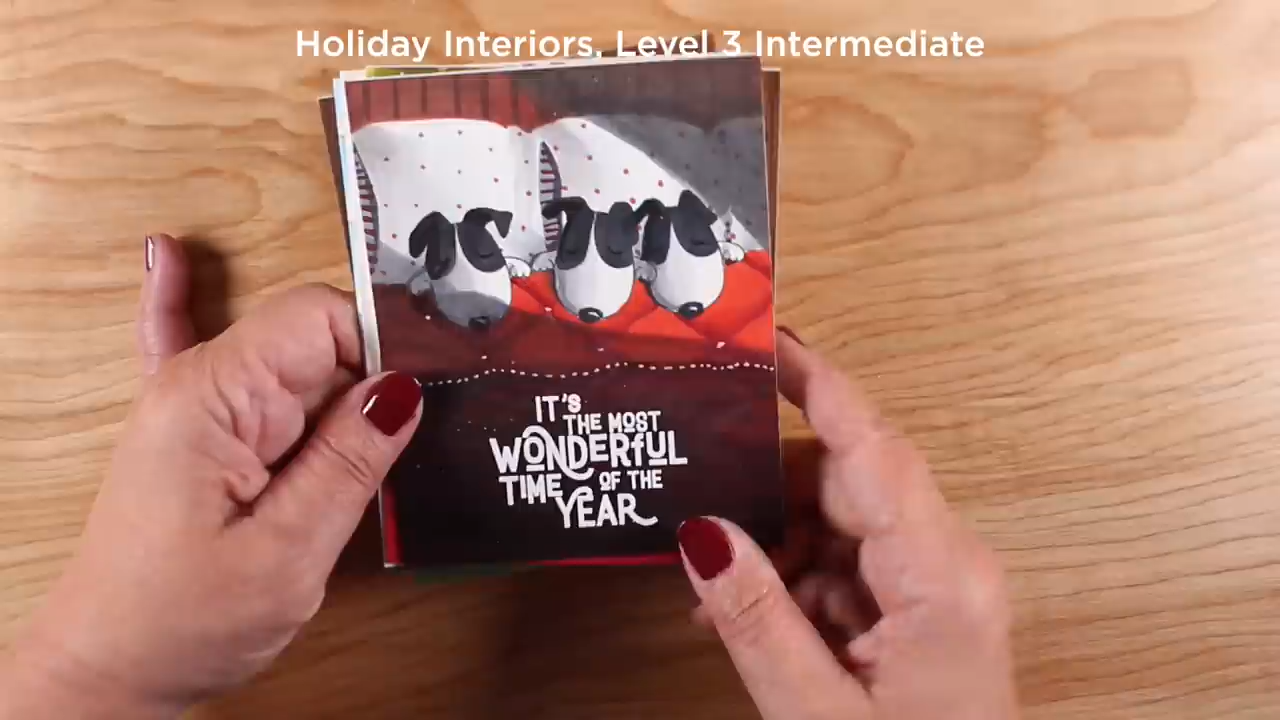 Holiday Interiors, Level 3 Intermediate
IT'S
THE MOST
WONDERFUL
TIME OF THE
YEAR